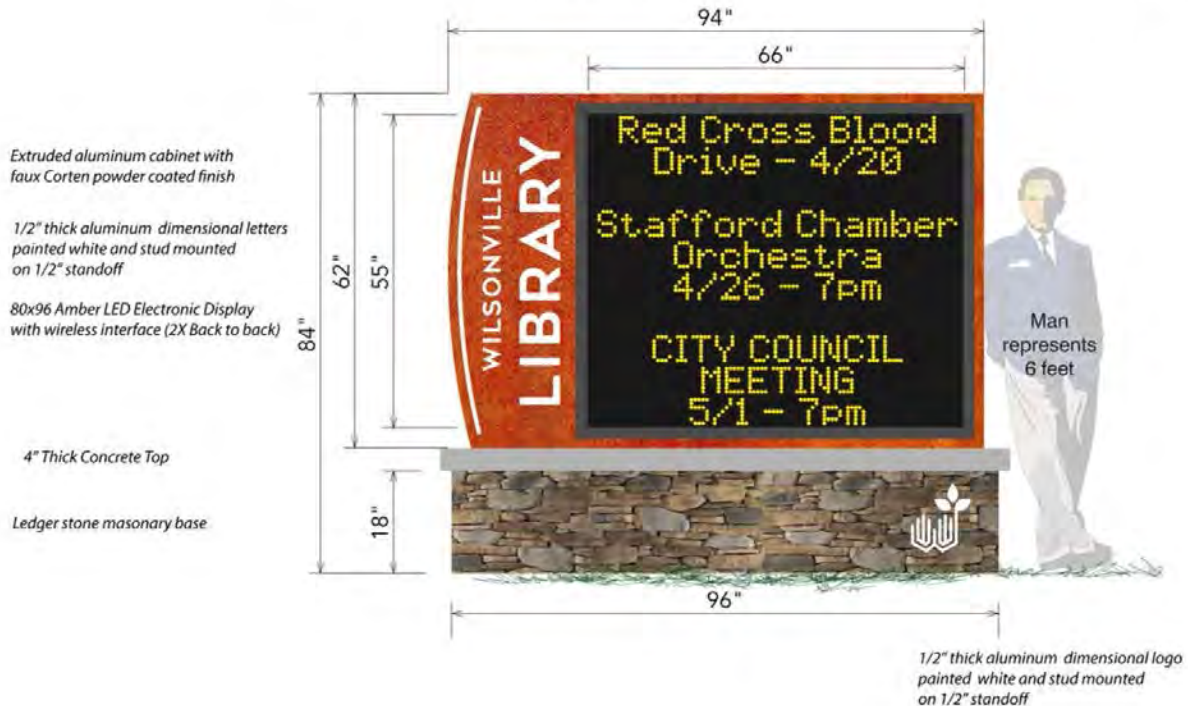 94"
66"
84"
62"
55"
18"
96"
Extruded aluminum cabinet with
faux Corten powder coated finish
1/2" thick aluminum dimensional letters
painted white and stud mounted
on 1/2" standoff
80x96 Amber LED Electronic Display
with wireless interface (2X Back to back)
4" Thick Concrete Top
Ledger stone masonary base
WILSONVILLE
LIBRARY
Red Cross Blood
Drive - 4/20
Stafford Chamber
Orchestra
4/26 - 7pm
CITY COUNCIL
MEETING
5/1 - 7pm
Man
represents
6 feet
1/2" thick aluminum dimensional logo
painted white and stud mounted
on 1/2" standoff